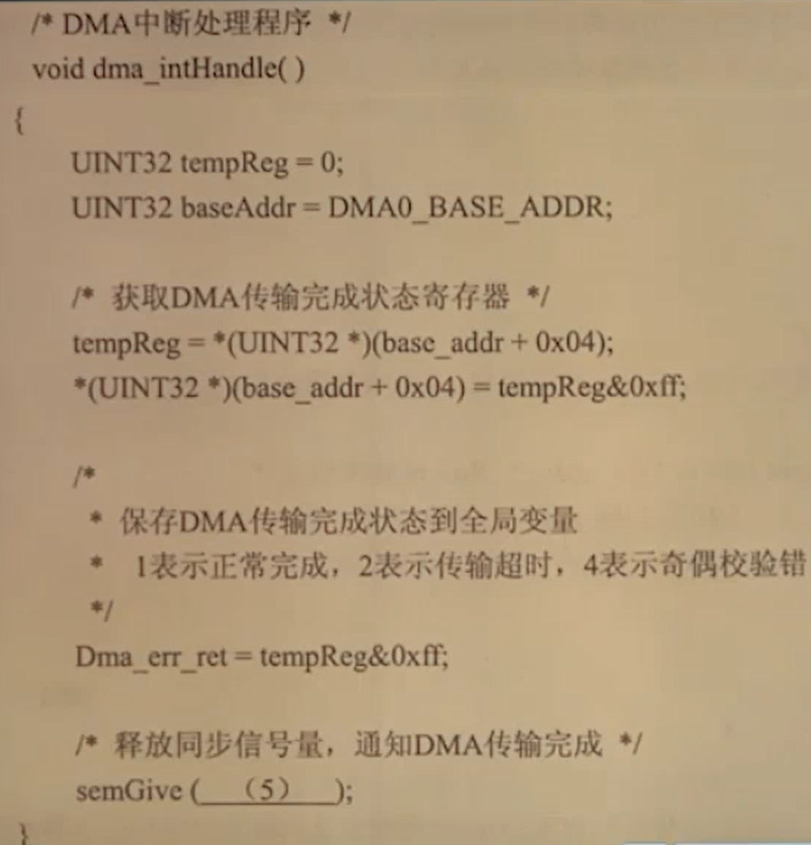 /* DMA中断处理程序 */
void dma_intHandle( )
{
UINT32 tempReg = 0;
UINT32 baseAddr = DMA0_BASE_ADDR;
/* 获取DMA传输完成状态寄存器 */
tempReg = *(UINT32 *)(base_addr + 0x04);
*(UINT32 *)(base_addr + 0x04) = tempReg&0xff;
/*
* 保存DMA传输完成状态到全局变量
* 1表示正常完成，2表示传输超时，4表示奇偶校验错
*/
Dma_err_ret = tempReg&0xff;
/* 释放同步信号量，通知DMA传输完成 */
semGive (__（5）__);
}